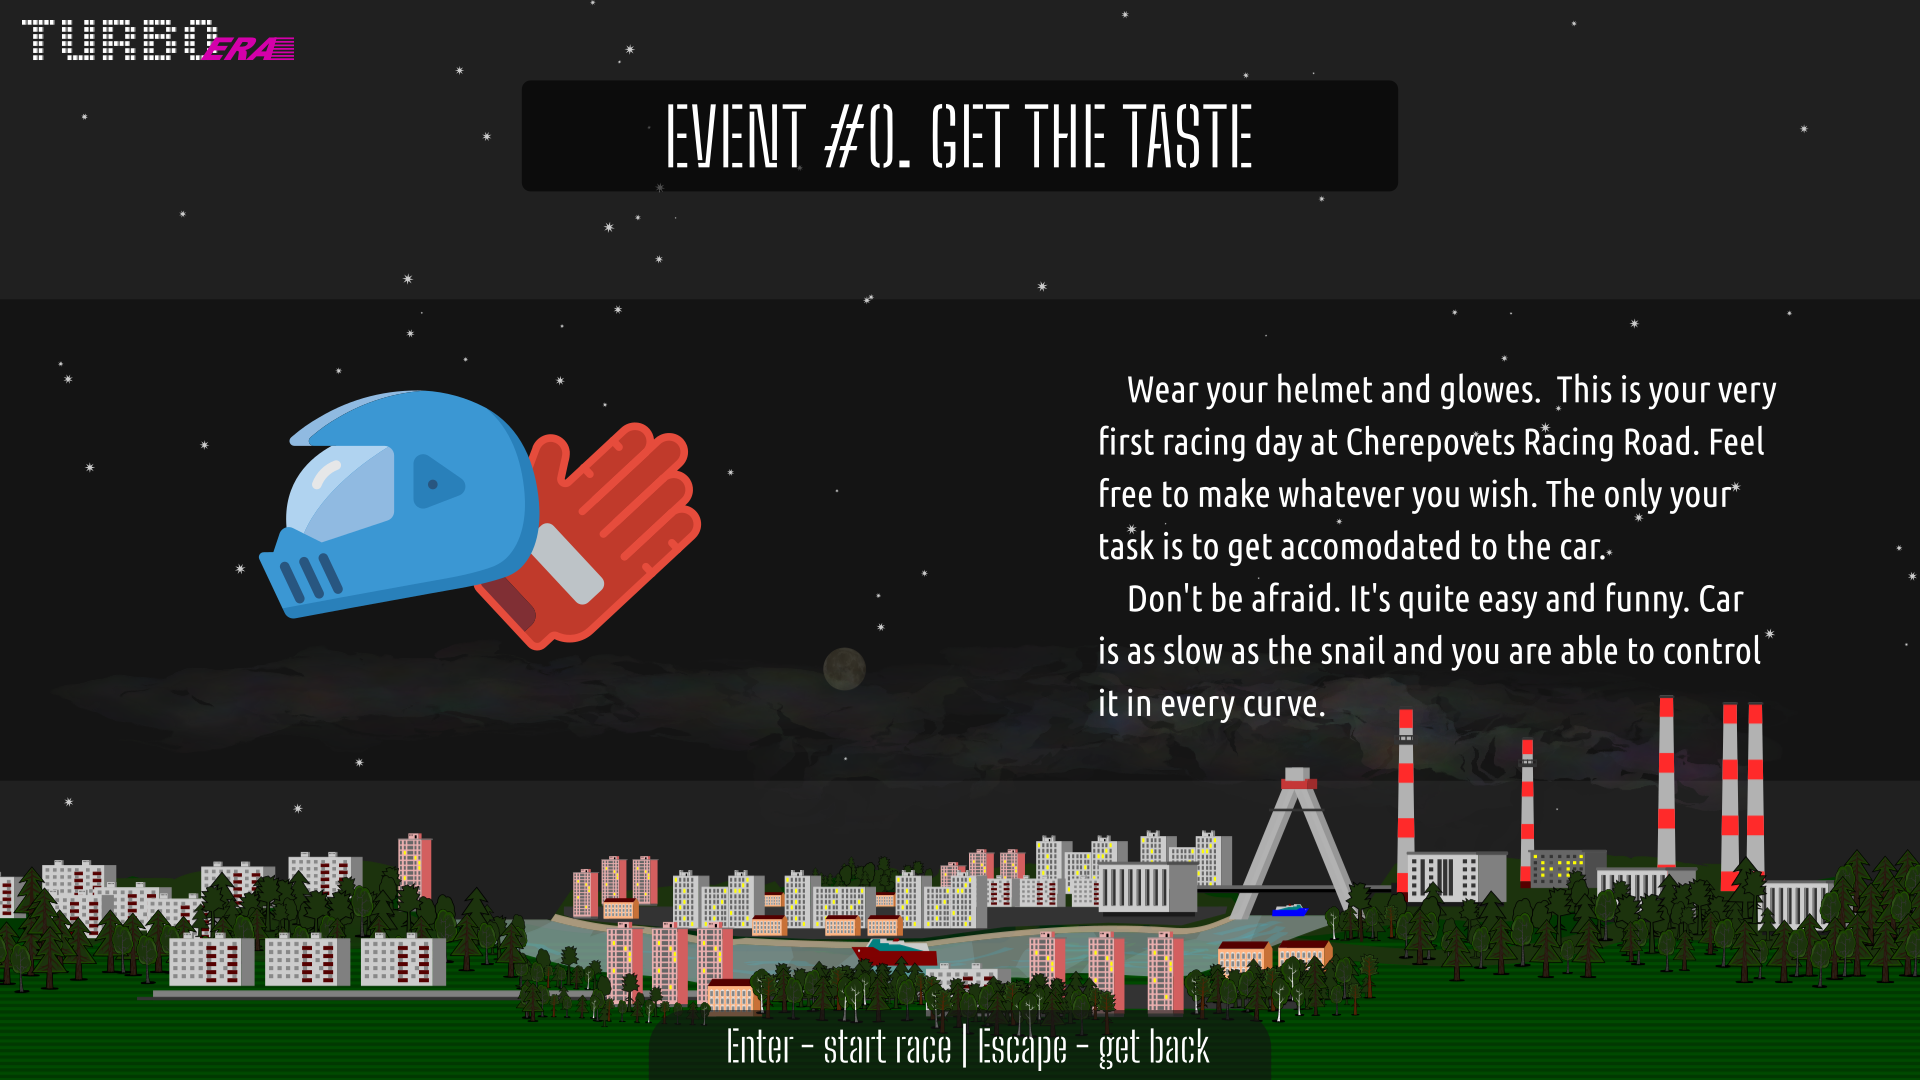 TURBO ERA
EVENT #0. GET THE TASTE
Wear your helmet and glowes. This is your very
first racing day at Cherepovets Racing Road. Feel
free to make whatever you wish. The only your
task is to get accomodated to the car.
Don't be afraid. It's quite easy and funny. Car
is as slow as the snail and you are able to control
it in every curve.
Enter - start race | Escape - get back